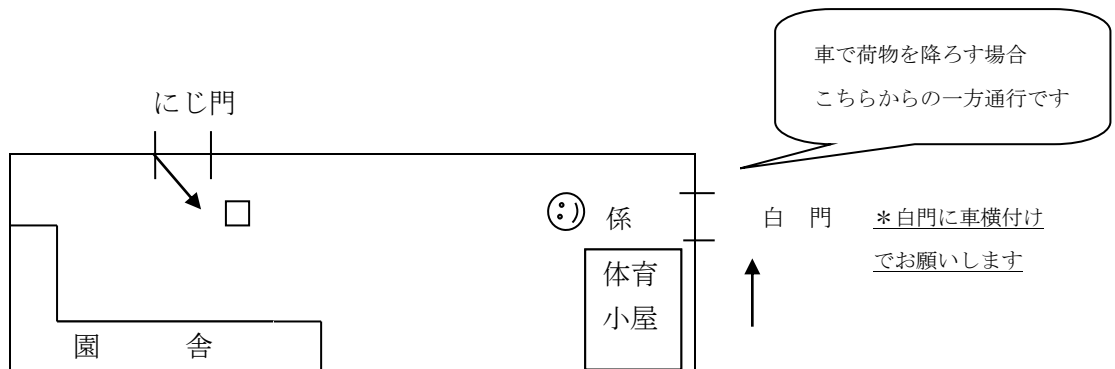 車で荷物を降ろす場合
こちらからの一方通行です
にじ門
係
白 門
＊白門に車横付け
でお願いします
体育
小屋
園 舎